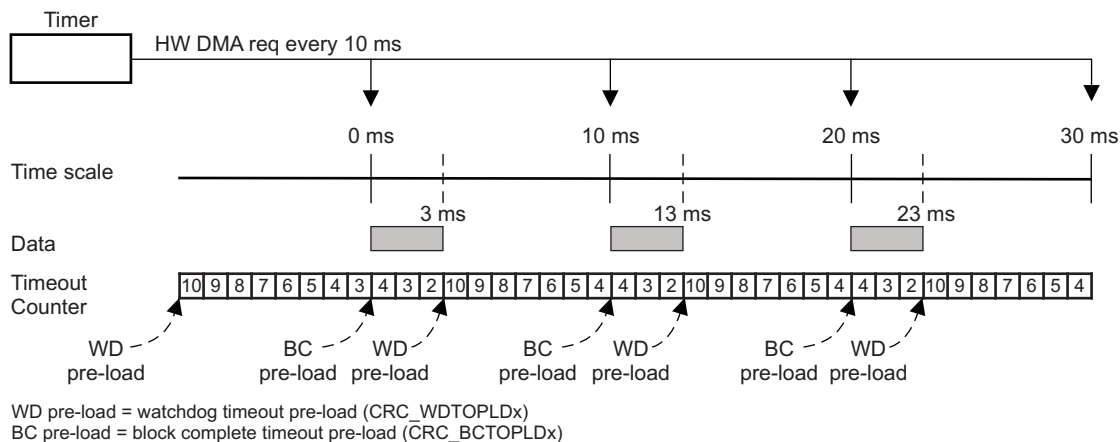 Timer
HW DMA req every 10 ms
0 ms 10 ms 20 ms 30 ms
Time scale
3 ms 13 ms 23 ms
Data
Timeout Counter
10 9 8 7 6 5 4 3 4 3 2 10 9 8 7 6 5 4 4 3 2 10 9 8 7 6 5 4 4 3 2 10 9 8 7 6 5 4
WD BC WD BC WD BC WD
pre-load pre-load pre-load pre-load pre-load pre-load pre-load
WD pre-load = watchdog timeout pre-load (CRC_WDTOPLDx)
BC pre-load = block complete timeout pre-load (CRC_BCTOPLDx)